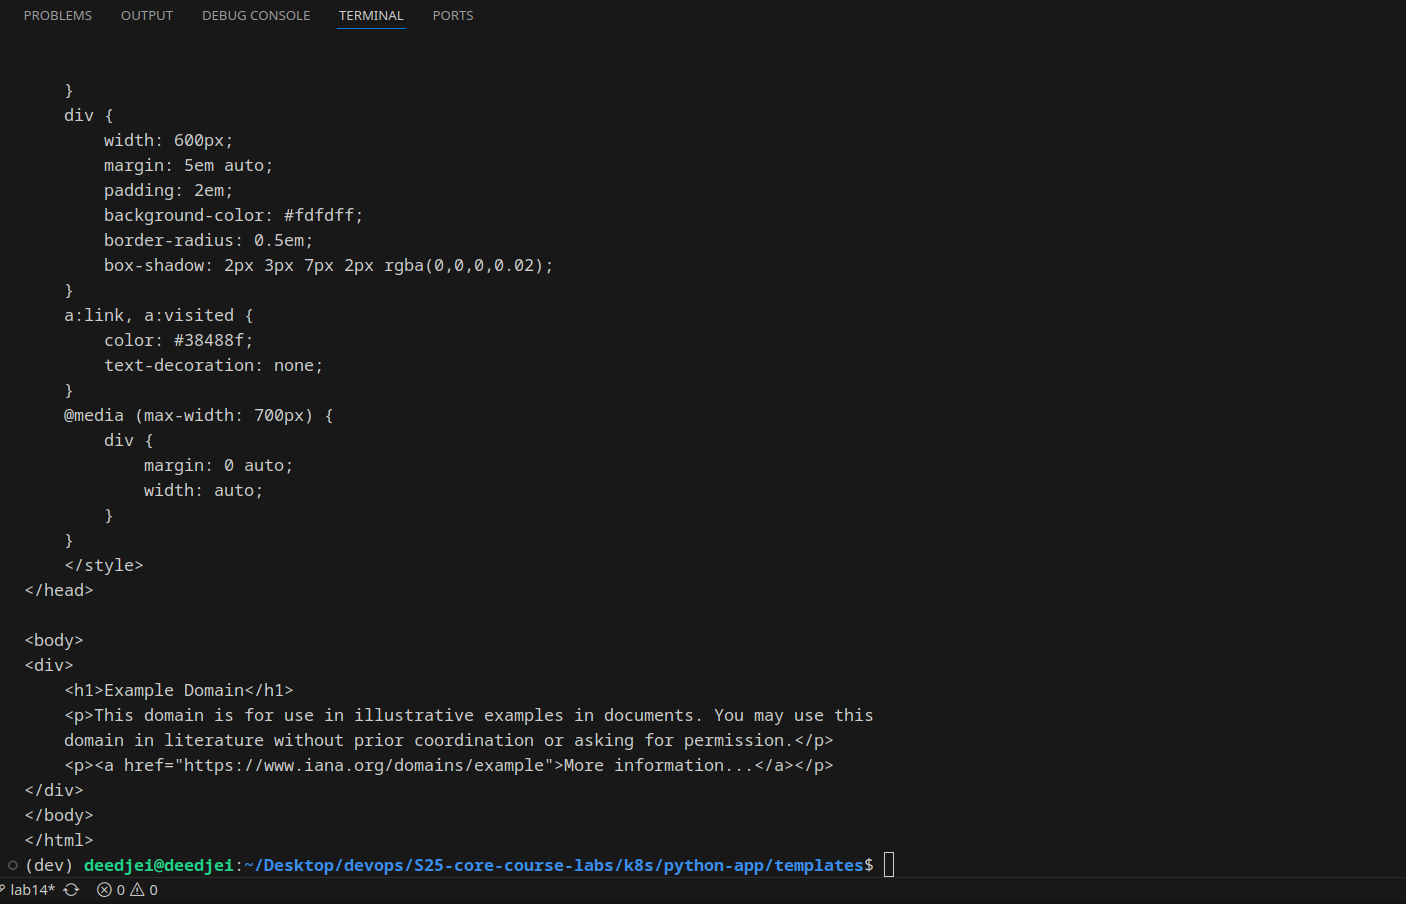 PROBLEMS OUTPUT DEBUG CONSOLE TERMINAL PORTS
    }
    div {
        width: 600px;
        margin: 5em auto;
        padding: 2em;
        background-color: #fdfdff;
        border-radius: 0.5em;
        box-shadow: 2px 3px 7px 2px rgba(0,0,0,0.02);
    }
    a:link, a:visited {
        color: #38488f;
        text-decoration: none;
    }
    @media (max-width: 700px) {
        div {
            margin: 0 auto;
            width: auto;
        }
    }
    </style>
</head>

<body>
<div>
    <h1>Example Domain</h1>
    <p>This domain is for use in illustrative examples in documents. You may use this
    domain in literature without prior coordination or asking for permission.</p>
    <p><a href="https://www.iana.org/domains/example">More information...</a></p>
</div>
</body>
</html>
(dev) deedjei@deedjei:~/Desktop/devops/S25-core-course-labs/k8s/python-app/templates$
lab14* 0 0